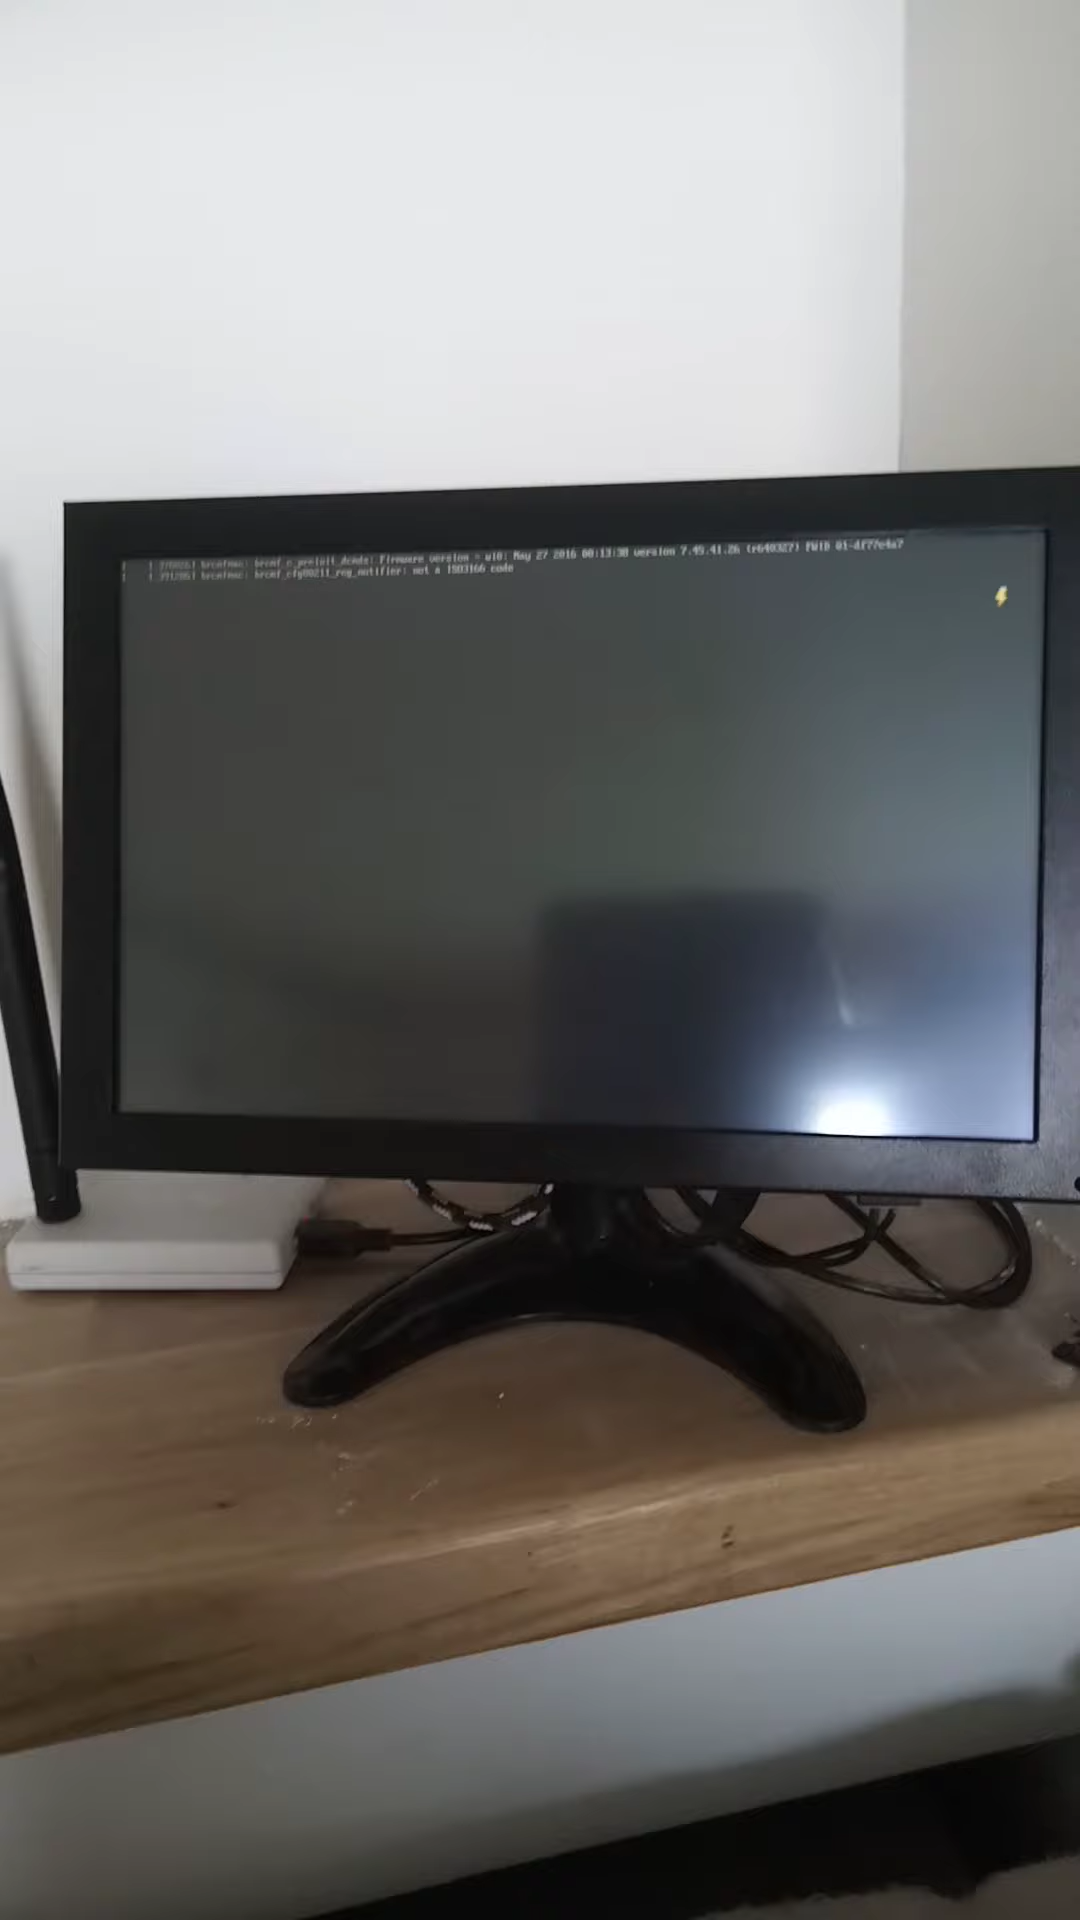 brcmfmac: brcmf_c_preinit_dcmds: Firmware version = wl0: May 27 2016 00:13:38 version 7.45.41.26 (r640327) FWID 01-df77e4a7
brcmfmac: brcmf_cfg80211_reg_notifier: not a ISO3166 code